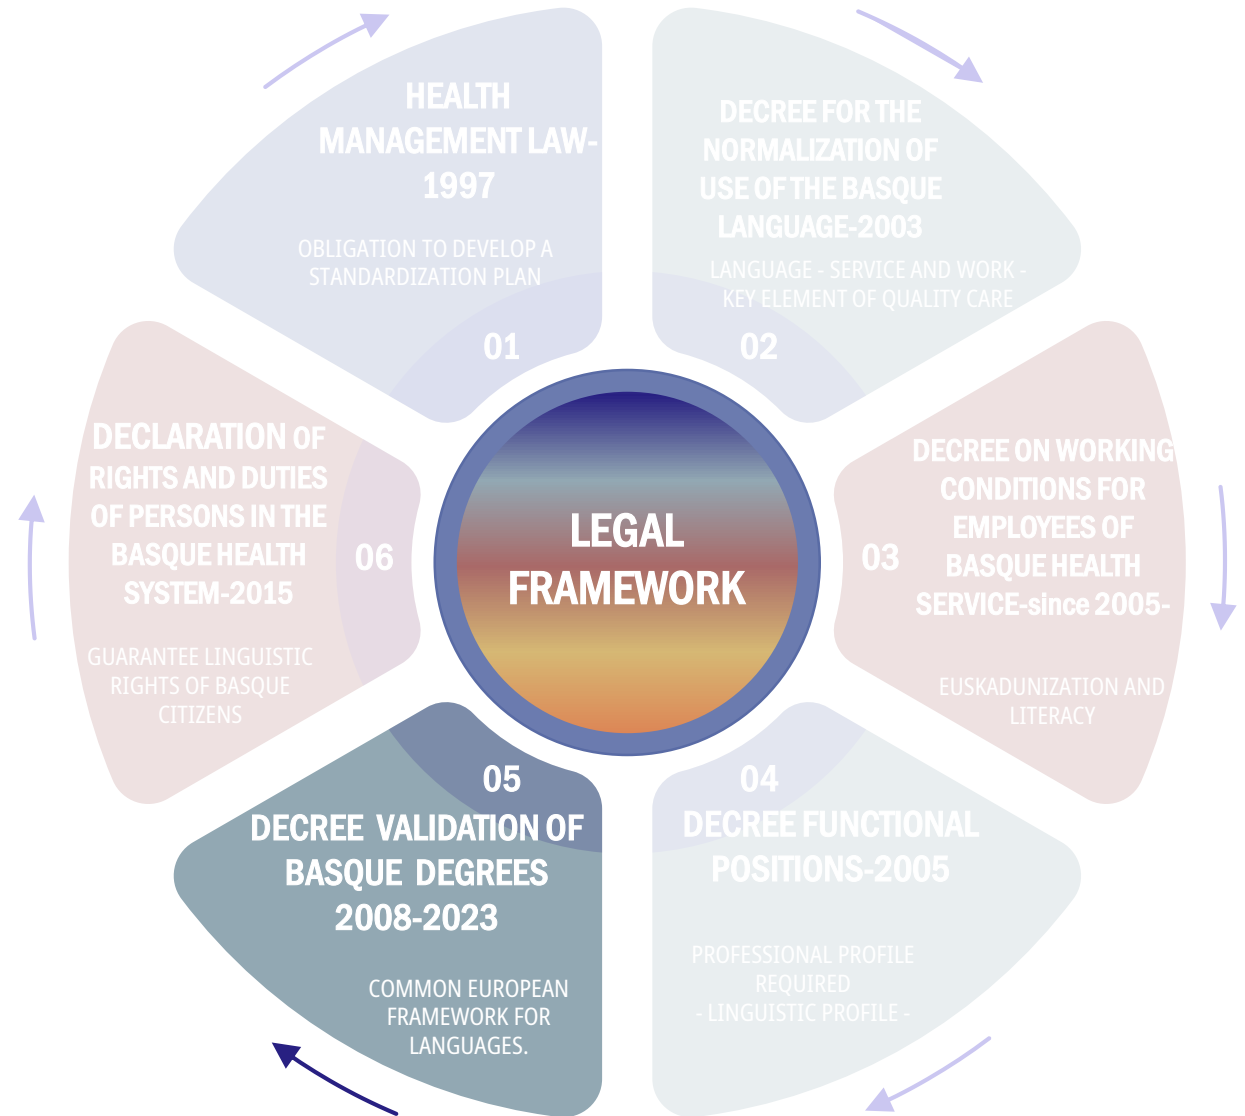 HEALTH
MANAGEMENT LAW-
1997
OBLIGATION TO DEVELOP A
STANDARDIZATION PLAN
01
DECREE FOR THE
NORMALIZATION OF
USE OF THE BASQUE
LANGUAGE-2003
LANGUAGE - SERVICE AND WORK -
KEY ELEMENT OF QUALITY CARE
02
DECREE ON WORKING
CONDITIONS FOR
EMPLOYEES OF
BASQUE HEALTH
SERVICE-since 2005-
EUSKADUNIZATION AND
LITERACY
03
04
DECREE FUNCTIONAL
POSITIONS-2005
PROFESSIONAL PROFILE
REQUIRED
- LINGUISTIC PROFILE -
05
DECREE VALIDATION OF
BASQUE DEGREES
2008-2023
COMMON EUROPEAN
FRAMEWORK FOR
LANGUAGES.
DECLARATION OF
RIGHTS AND DUTIES
OF PERSONS IN THE
BASQUE HEALTH
SYSTEM-2015
GUARANTEE LINGUISTIC
RIGHTS OF BASQUE
CITIZENS
06
LEGAL
FRAMEWORK